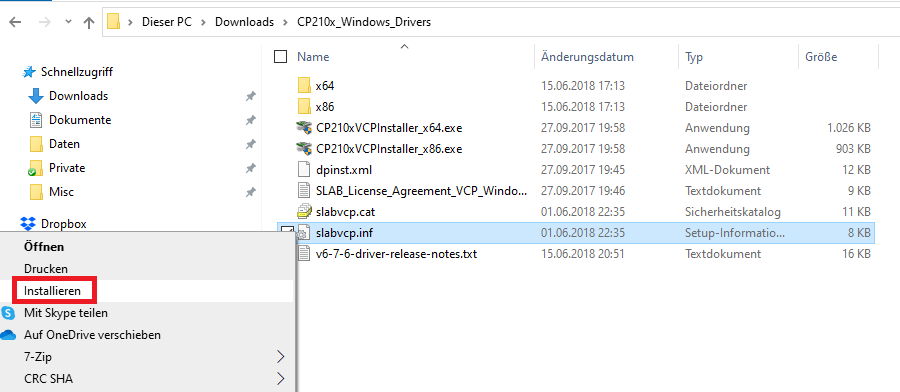 Dieser PC > Downloads > CP210x_Windows_Drivers
Name Änderungsdatum Typ Größe
Schnellzugriff
Downloads
Dokumente
Daten
Private
Misc
Dropbox
x64 15.06.2018 17:13 Dateiordner
x86 15.06.2018 17:13 Dateiordner
CP210xVCPInstaller_x64.exe 27.09.2017 19:58 Anwendung 1.026 KB
CP210xVCPInstaller_x86.exe 27.09.2017 19:58 Anwendung 903 KB
dpinst.xml 27.09.2017 19:45 XML-Dokument 12 KB
SLAB_License_Agreement_VCP_Windo... 27.09.2017 19:46 Textdokument 9 KB
slabvcp.cat 01.06.2018 22:35 Sicherheitskatalog 11 KB
slabvcp.inf 01.06.2018 22:35 Setup-Informatio... 8 KB
v6-7-6-driver-release-notes.txt 15.06.2018 20:51 Textdokument 16 KB
Öffnen
Drucken
Installieren
Mit Skype teilen
Auf OneDrive verschieben
7-Zip
CRC SHA